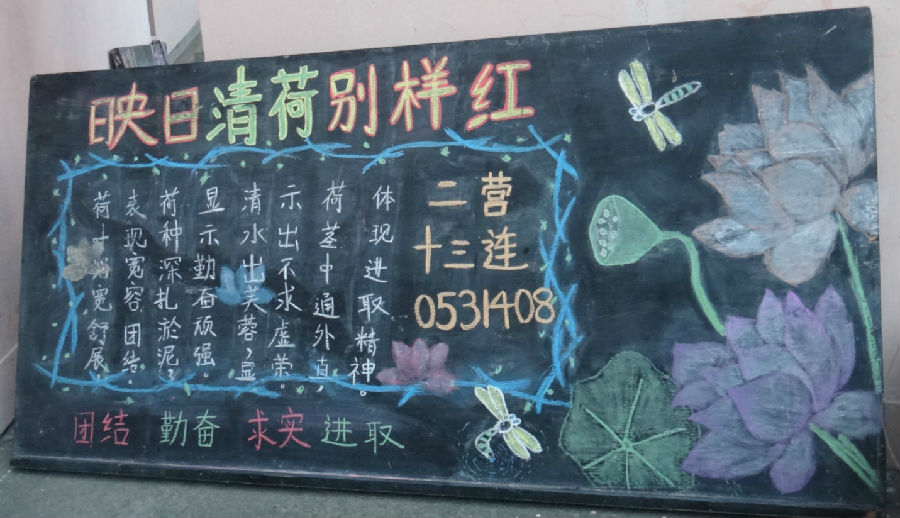 映日清荷别样红
荷叶宽舒展
表现宽容团结。
荷种深扎淤泥，
显示勤奋顽强。
清水出芙蓉，显
示出不求虚荣。
荷茎中通外直，
体现进取精神。
二营
十三连
0531408
团结 勤奋 求实 进取